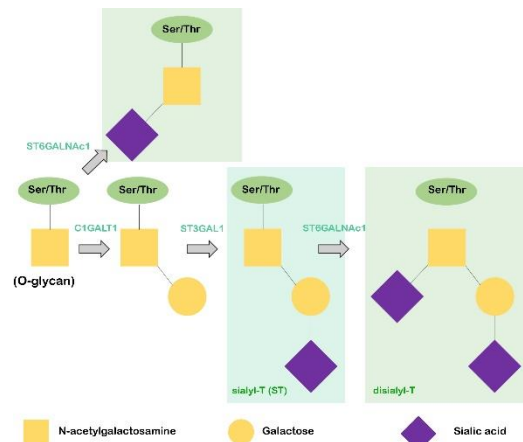 Ser/Thr
ST6GALNAc1
Ser/Thr
Ser/Thr
Ser/Thr
Ser/Thr
C1GALT1
ST3GAL1
ST6GALNAc1
(O-glycan)
sialyl-T (ST)
disialyl-T
N-acetylgalactosamine
Galactose
Sialic acid